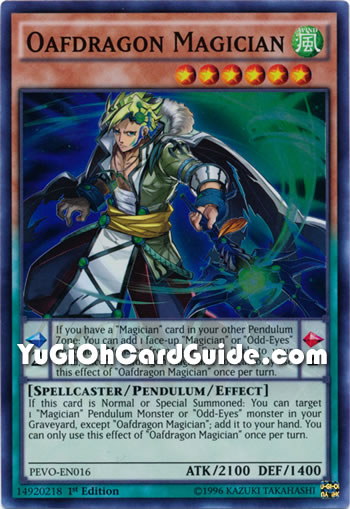 OAFDRAGON MAGICIAN
WIND
風
If you have a "Magician" card in your other Pendulum
Zone: You can add 1 face-up "Magician" or "Odd-Eyes"
YuGiOhCardGuide.com
this effect of "Oafdragon Magician" once per turn.
[SPELLCASTER/PENDULUM/EFFECT]
If this card is Normal or Special Summoned: You can target
1 "Magician" Pendulum Monster or "Odd-Eyes" monster in your
Graveyard, except "Oafdragon Magician"; add it to your hand. You
can only use this effect of "Oafdragon Magician" once per turn.
PEVO-EN016
ATK/2100 DEF/1400
14920218 1st Edition ©1996 KAZUKI TAKAHASHI